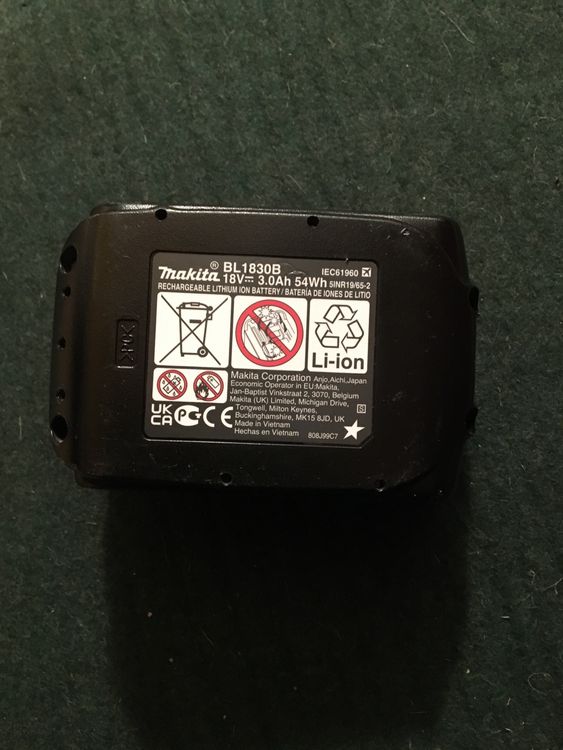 makita® BL1830B IEC61960
18V 3.0Ah 54Wh 5INR19/65-2
RECHARGEABLE LITHIUM ION BATTERY / BATERÍA DE IONES DE LITIO
Li-ion
Makita Corporation Anjo,Aichi,Japan
Economic Operator in EU:Makita,
Jan-Baptist Vinkstraat 2, 3070, Belgium
Makita (UK) Limited, Michigan Drive,
Tongwell, Milton Keynes,
Buckinghamshire, MK15 8JD, UK
Made in Vietnam
Hechas en Vietnam 808J99C7
UK
CA CE